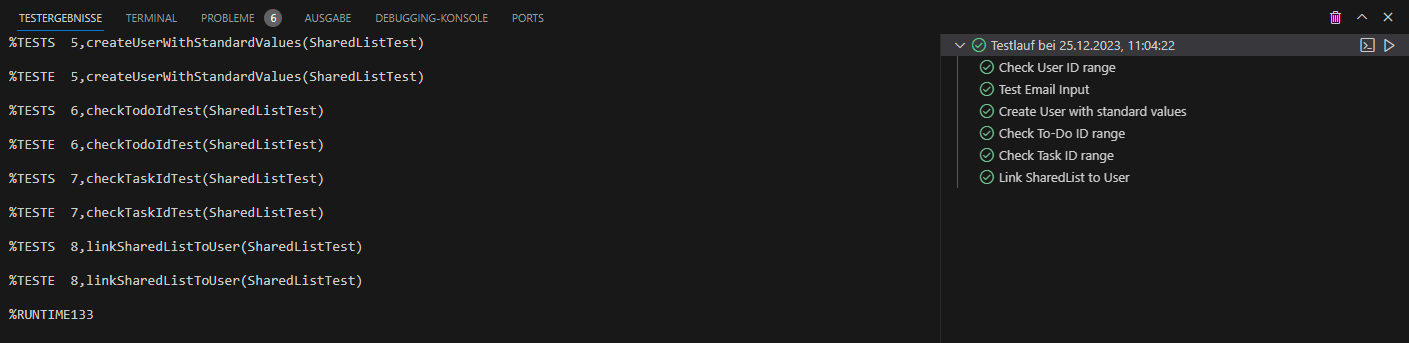 TESTERGEBNISSE TERMINAL PROBLEME 6 AUSGABE DEBUGGING-KONSOLE PORTS
%TESTS 5,createUserWithStandardValues(SharedListTest)
%TESTE 5,createUserWithStandardValues(SharedListTest)
%TESTS 6,checkTodoIdTest(SharedListTest)
%TESTE 6,checkTodoIdTest(SharedListTest)
%TESTS 7,checkTaskIdTest(SharedListTest)
%TESTE 7,checkTaskIdTest(SharedListTest)
%TESTS 8,linkSharedListToUser(SharedListTest)
%TESTE 8,linkSharedListToUser(SharedListTest)
%RUNTIME133
Testlauf bei 25.12.2023, 11:04:22
Check User ID range
Test Email Input
Create User with standard values
Check To-Do ID range
Check Task ID range
Link SharedList to User